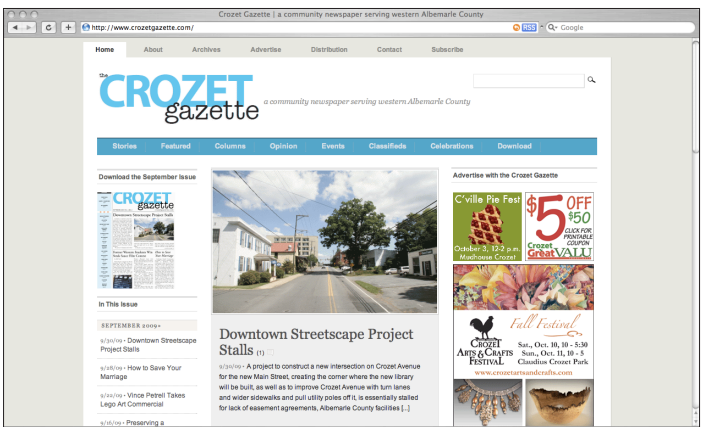 Crozet Gazette | a community newspaper serving western Albemarle County
http://www.crozetgazette.com/
RSS
Google
Home About Archives Advertise Distribution Contact Subscribe
the
CROZET
gazette
a community newspaper serving western Albemarle County
Stories Featured Columns Opinion Events Classifieds Celebrations Download
Download the September Issue
CROZET
gazette
Downtown Streetscape Project Stalls
In This Issue
SEPTEMBER 2009»
9/30/09 • Downtown Streetscape
Project Stalls
9/28/09 • How to Save Your
Marriage
9/22/09 • Vince Petrell Takes
Lego Art Commercial
9/16/09 • Preserving a
Downtown Streetscape Project
Stalls (1)
9/30/09 • A project to construct a new intersection on Crozet Avenue
for the new Main Street, creating the corner where the new library
will be built, as well as to improve Crozet Avenue with turn lanes
and wider sidewalks and pull utility poles off it, is essentially stalled
for lack of easement agreements, Albemarle County facilities [...]
Advertise with the Crozet Gazette
C'ville Pie Fest
October 3, 12-2 p.m.
Mudhouse Crozet
$5 OFF
$50
CLICK FOR
PRINTABLE
COUPON
Crozet
Great VALU
Fall Festival
CROZET
ARTS & CRAFTS
FESTIVAL
Sat., Oct. 10, 10 - 5:30
Sun., Oct. 11, 10 - 5
Claudius Crozet Park
www.crozetartsandcrafts.com